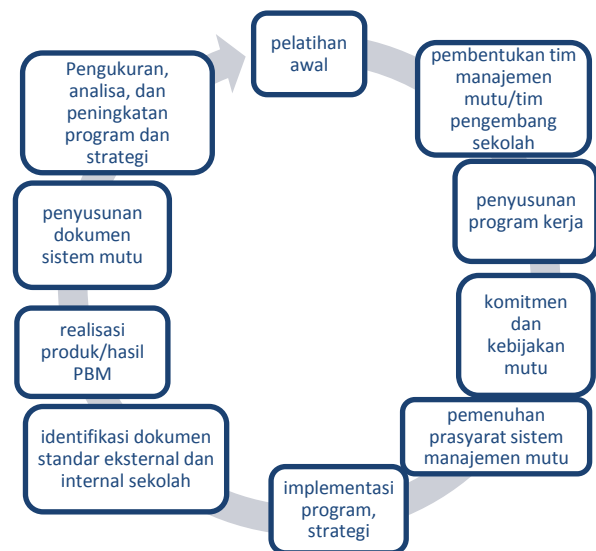 pelatihan
awal
pembentukan tim
manajemen
mutu/tim
pengembang
sekolah
penyusunan
program kerja
komitmen
dan
kebijakan
mutu
pemenuhan
prasyarat sistem
manajemen mutu
implementasi
program,
strategi
identifikasi dokumen
standar eksternal dan
internal sekolah
realisasi
produk/hasil
PBM
penyusunan
dokumen
sistem mutu
Pengukuran,
analisa, dan
peningkatan
program dan
strategi